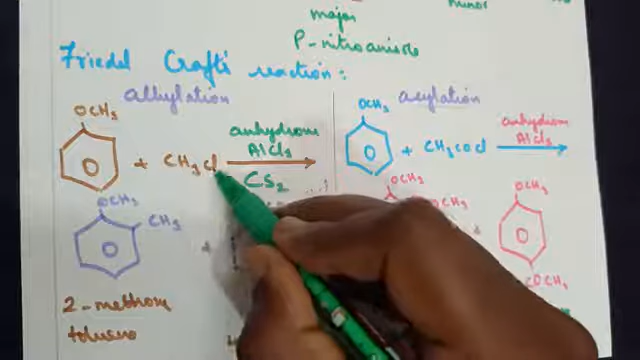 major
minor
P-nitroanisole
Friedel Crafts reaction:
alkylation
OCH3
+ CH3Cl
anhydrous
AlCl3
CS2
OCH3
CH3
+
2-methoxy
toluene
acylation
OCH3
+ CH3COCl
anhydrous
AlCl3
OCH3
OCH3
COCH3